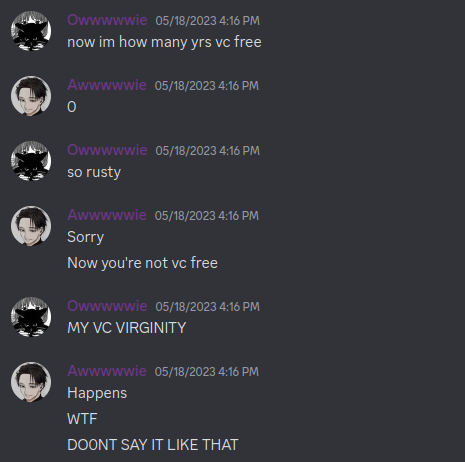 Owwwwwie 05/18/2023 4:16 PM
now im how many yrs vc free
Awwwwwie 05/18/2023 4:16 PM
0
Owwwwwie 05/18/2023 4:16 PM
so rusty
Awwwwwie 05/18/2023 4:16 PM
Sorry
Now you're not vc free
Owwwwwie 05/18/2023 4:16 PM
MY VC VIRGINITY
Awwwwwie 05/18/2023 4:16 PM
Happens
WTF
DO0NT SAY IT LIKE THAT